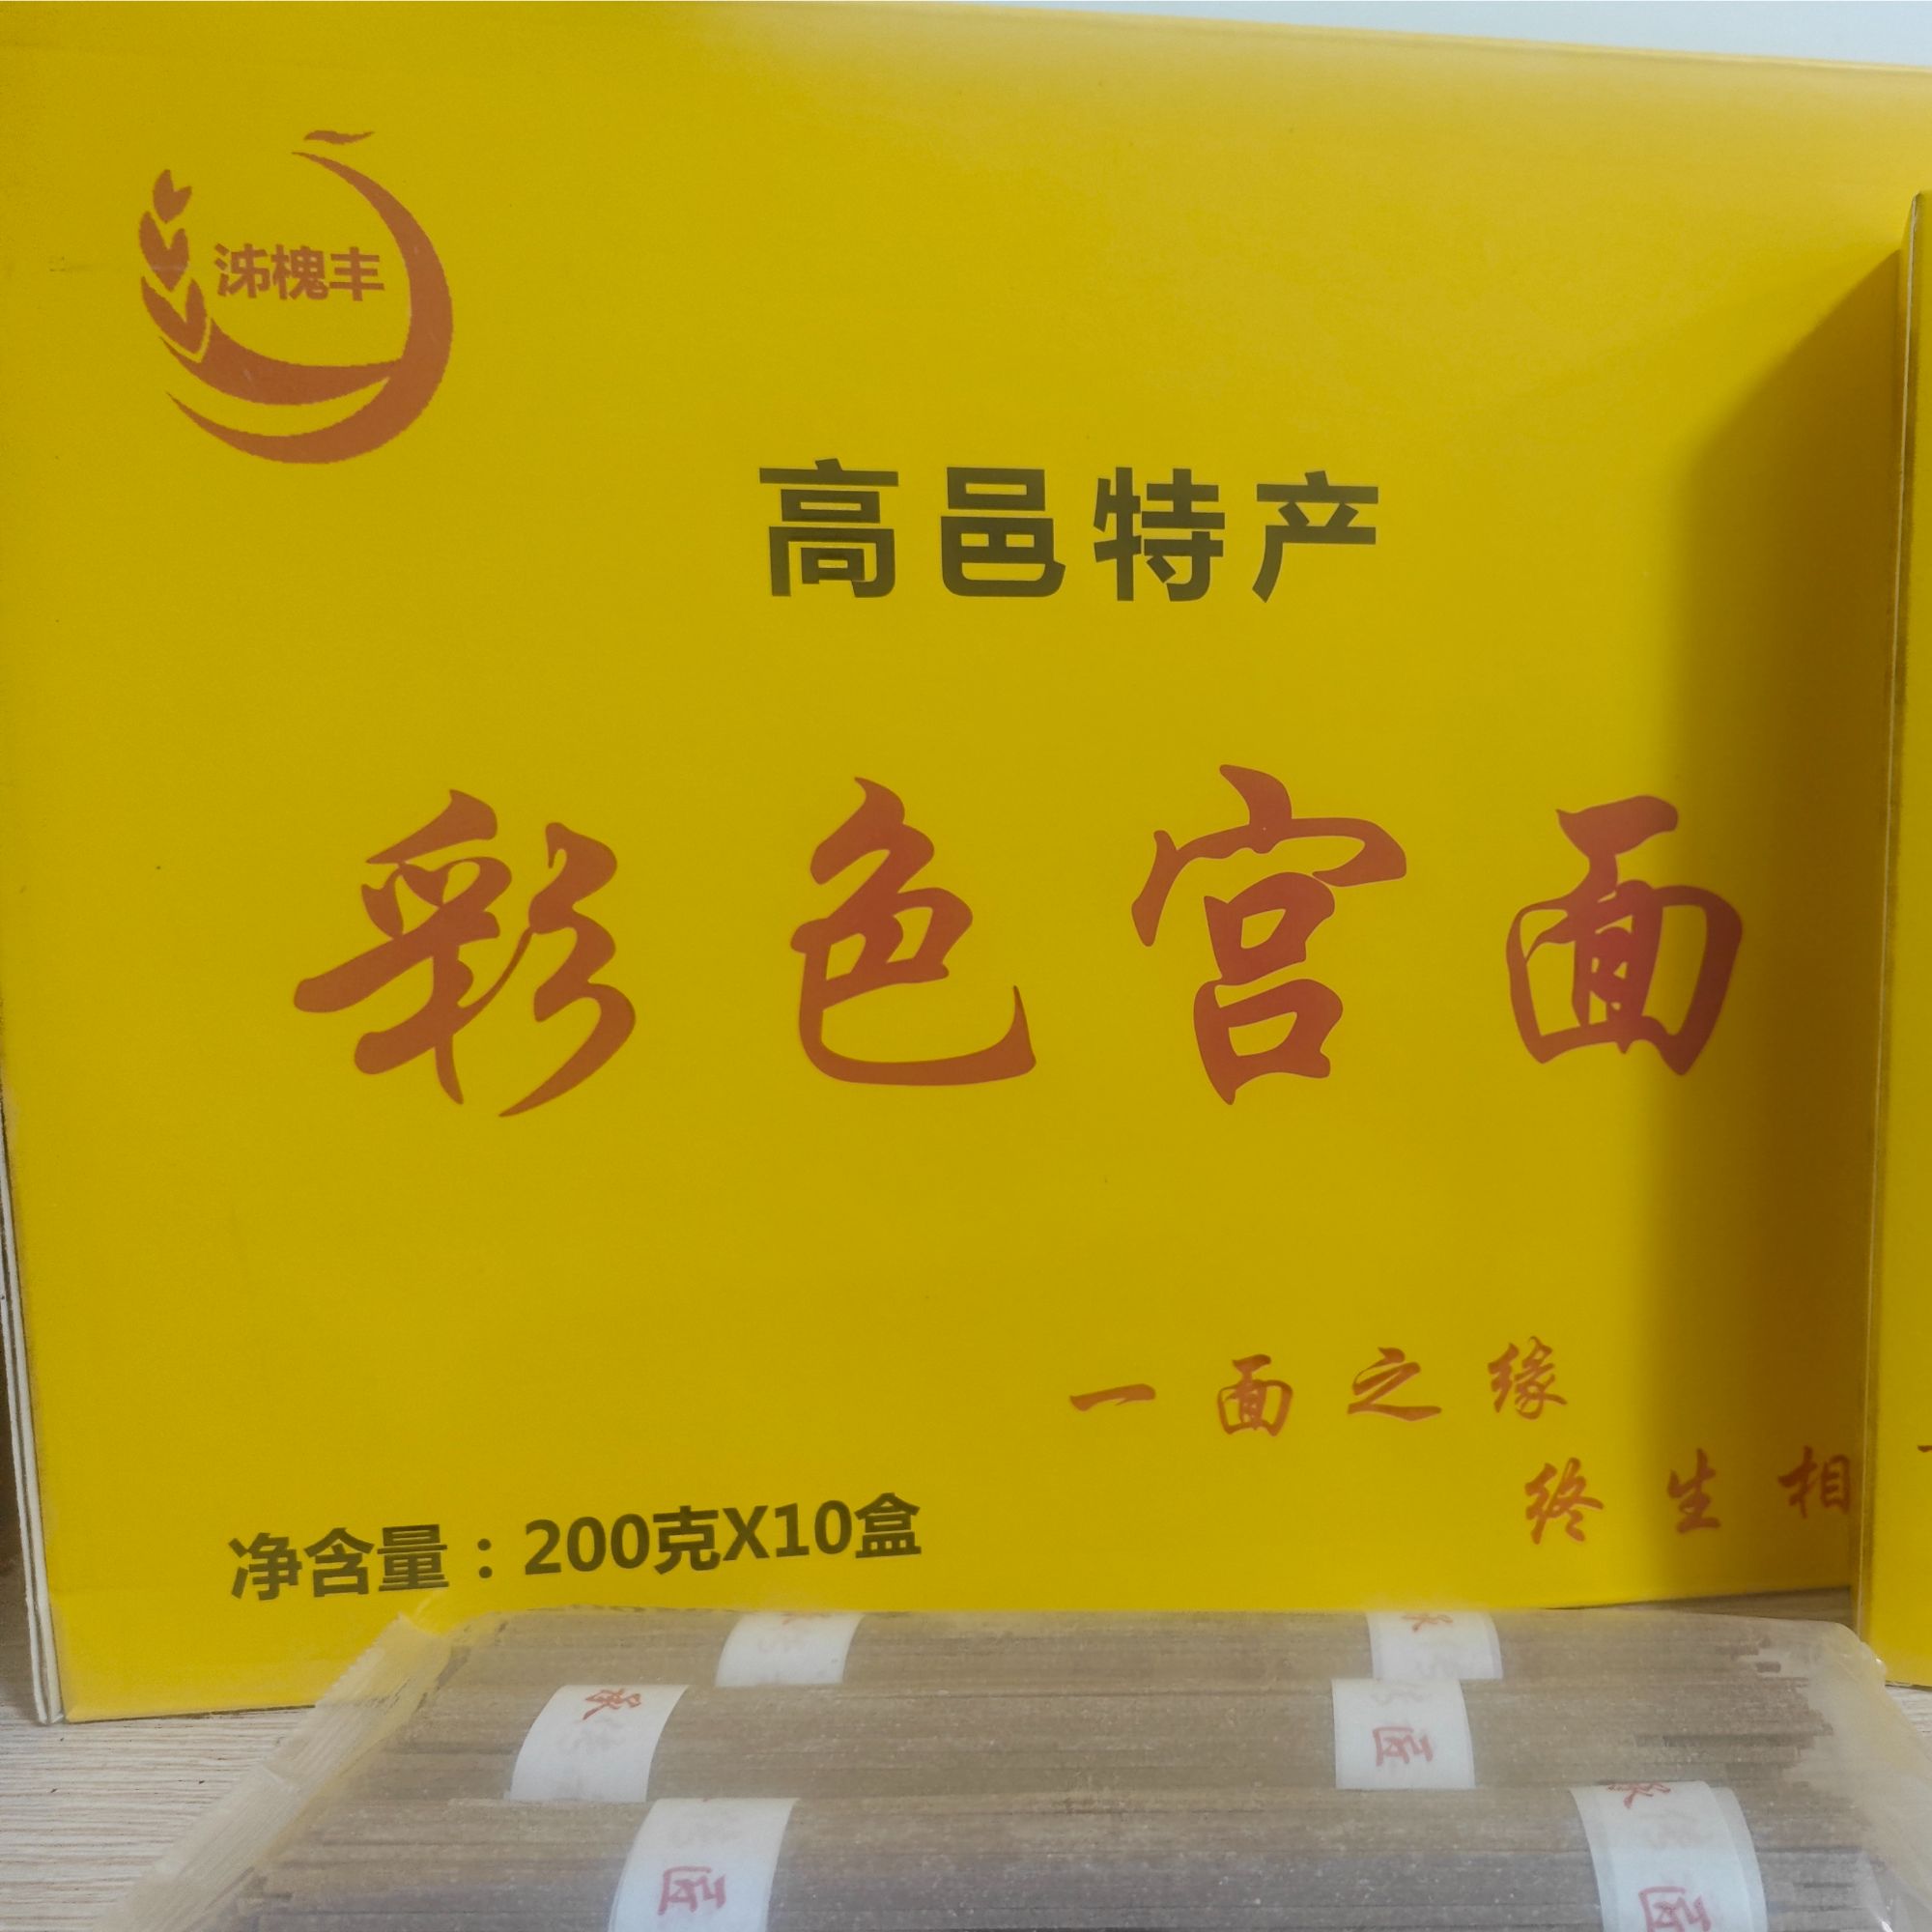 泲槐丰
高邑特产
彩色宫面
一面之缘
终生相
净含量：200克X10盒